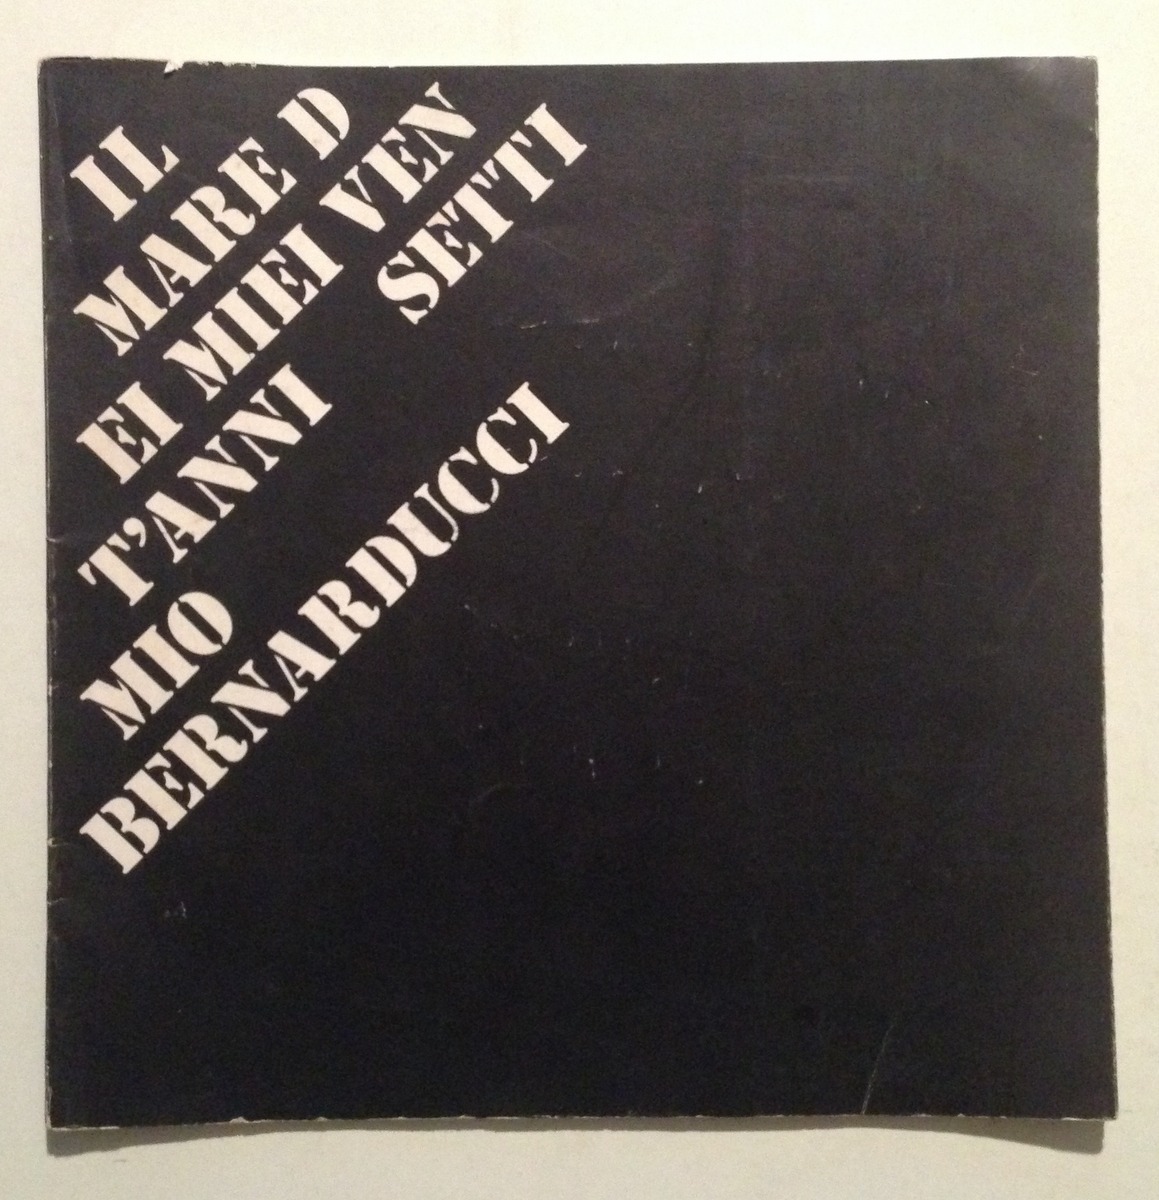 IL
MARE D
EI MIEI VEN
T'ANNI SETTI
MIO
BERNARDUCCI